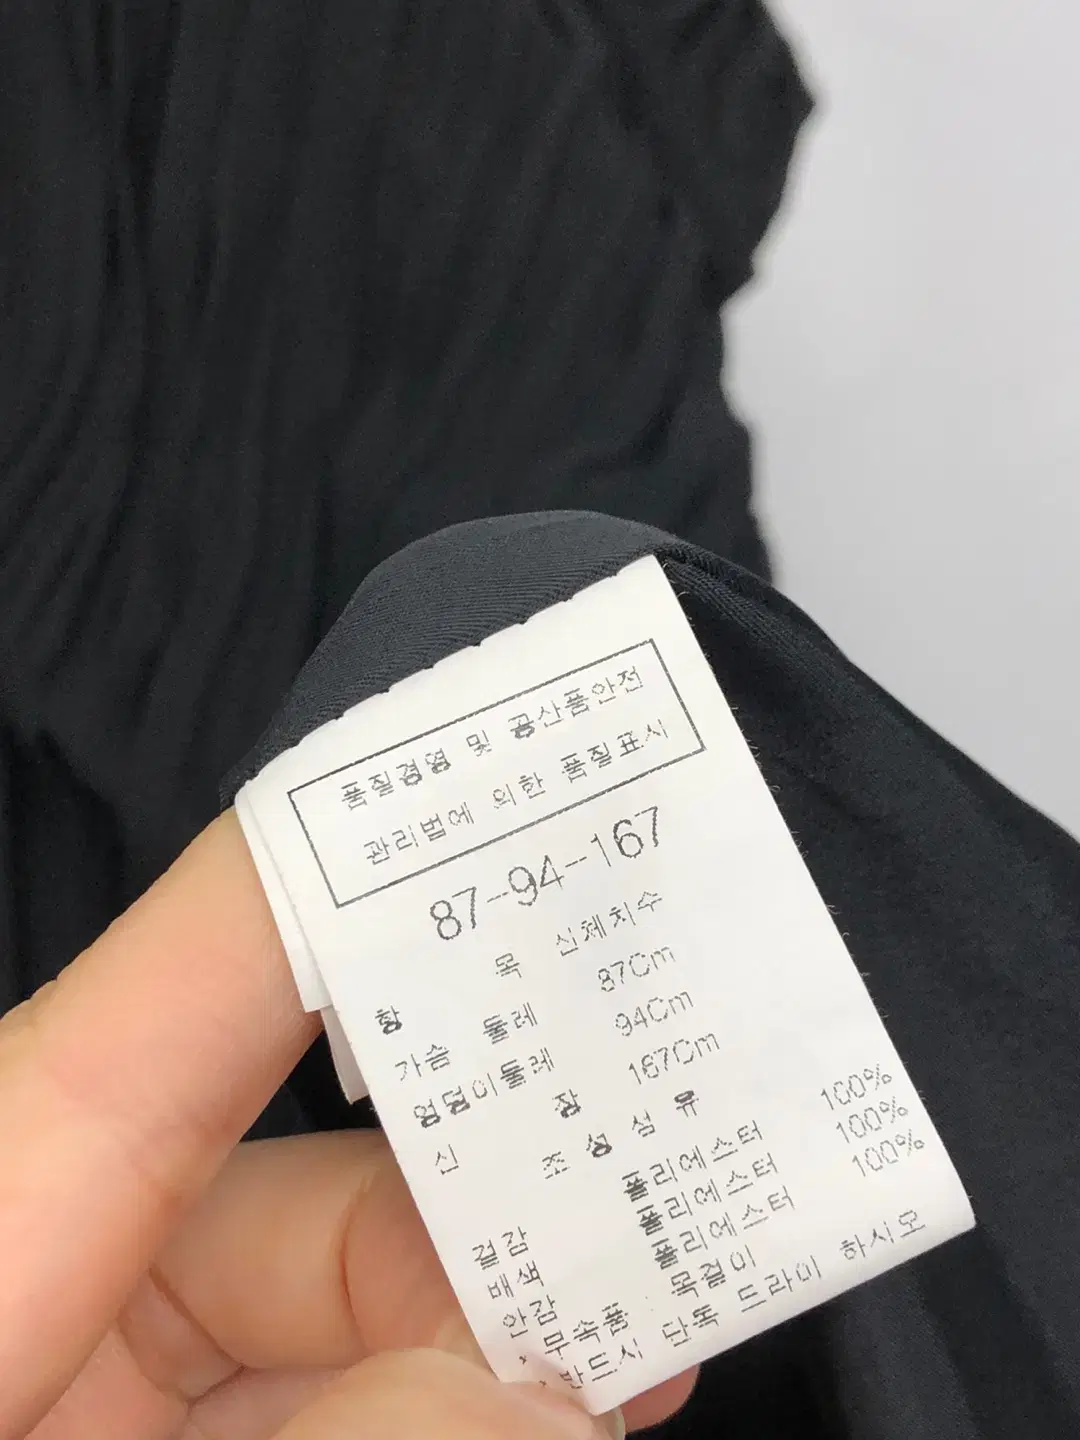 품질경영 및 공산품안전
관리법에 의한 품질표시
87-94-167
항 목 신체치수
가슴 둘레 87Cm
엉덩이둘레 94Cm
신 장 167Cm
조 성 섬 유
겉감 폴리에스터 100%
배색 폴리에스터 100%
안감 폴리에스터 100%
* 부속품 : 목걸이
* 반드시 단독 드라이 하시오